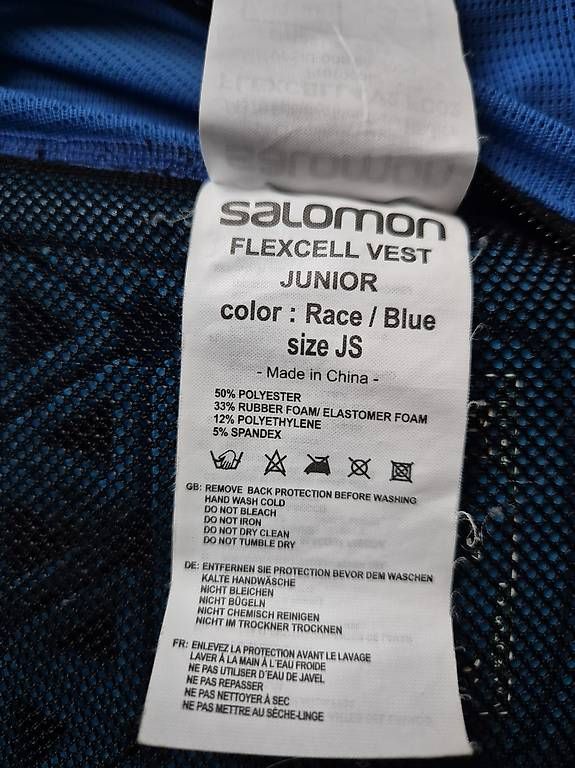 salomon
FLEXCELL VEST
JUNIOR
color : Race / Blue
size JS
- Made in China -
50% POLYESTER
33% RUBBER FOAM/ ELASTOMER FOAM
12% POLYETHYLENE
5% SPANDEX
GB: REMOVE BACK PROTECTION BEFORE WASHING
HAND WASH COLD
DO NOT BLEACH
DO NOT IRON
DO NOT DRY CLEAN
DO NOT TUMBLE DRY
DE: ENTFERNEN SIE PROTECTION BEVOR DEM WASCHEN
KALTE HANDWÄSCHE
NICHT BLEICHEN
NICHT BÜGELN
NICHT CHEMISCH REINIGEN
NICHT IM TROCKNER TROCKNEN
FR: ENLEVEZ LA PROTECTION AVANT LE LAVAGE
LAVER À LA MAIN À L'EAU FROIDE
NE PAS UTILISER D'EAU DE JAVEL
NE PAS REPASSER
NE PAS NETTOYER À SEC
NE PAS METTRE AU SÈCHE-LINGE